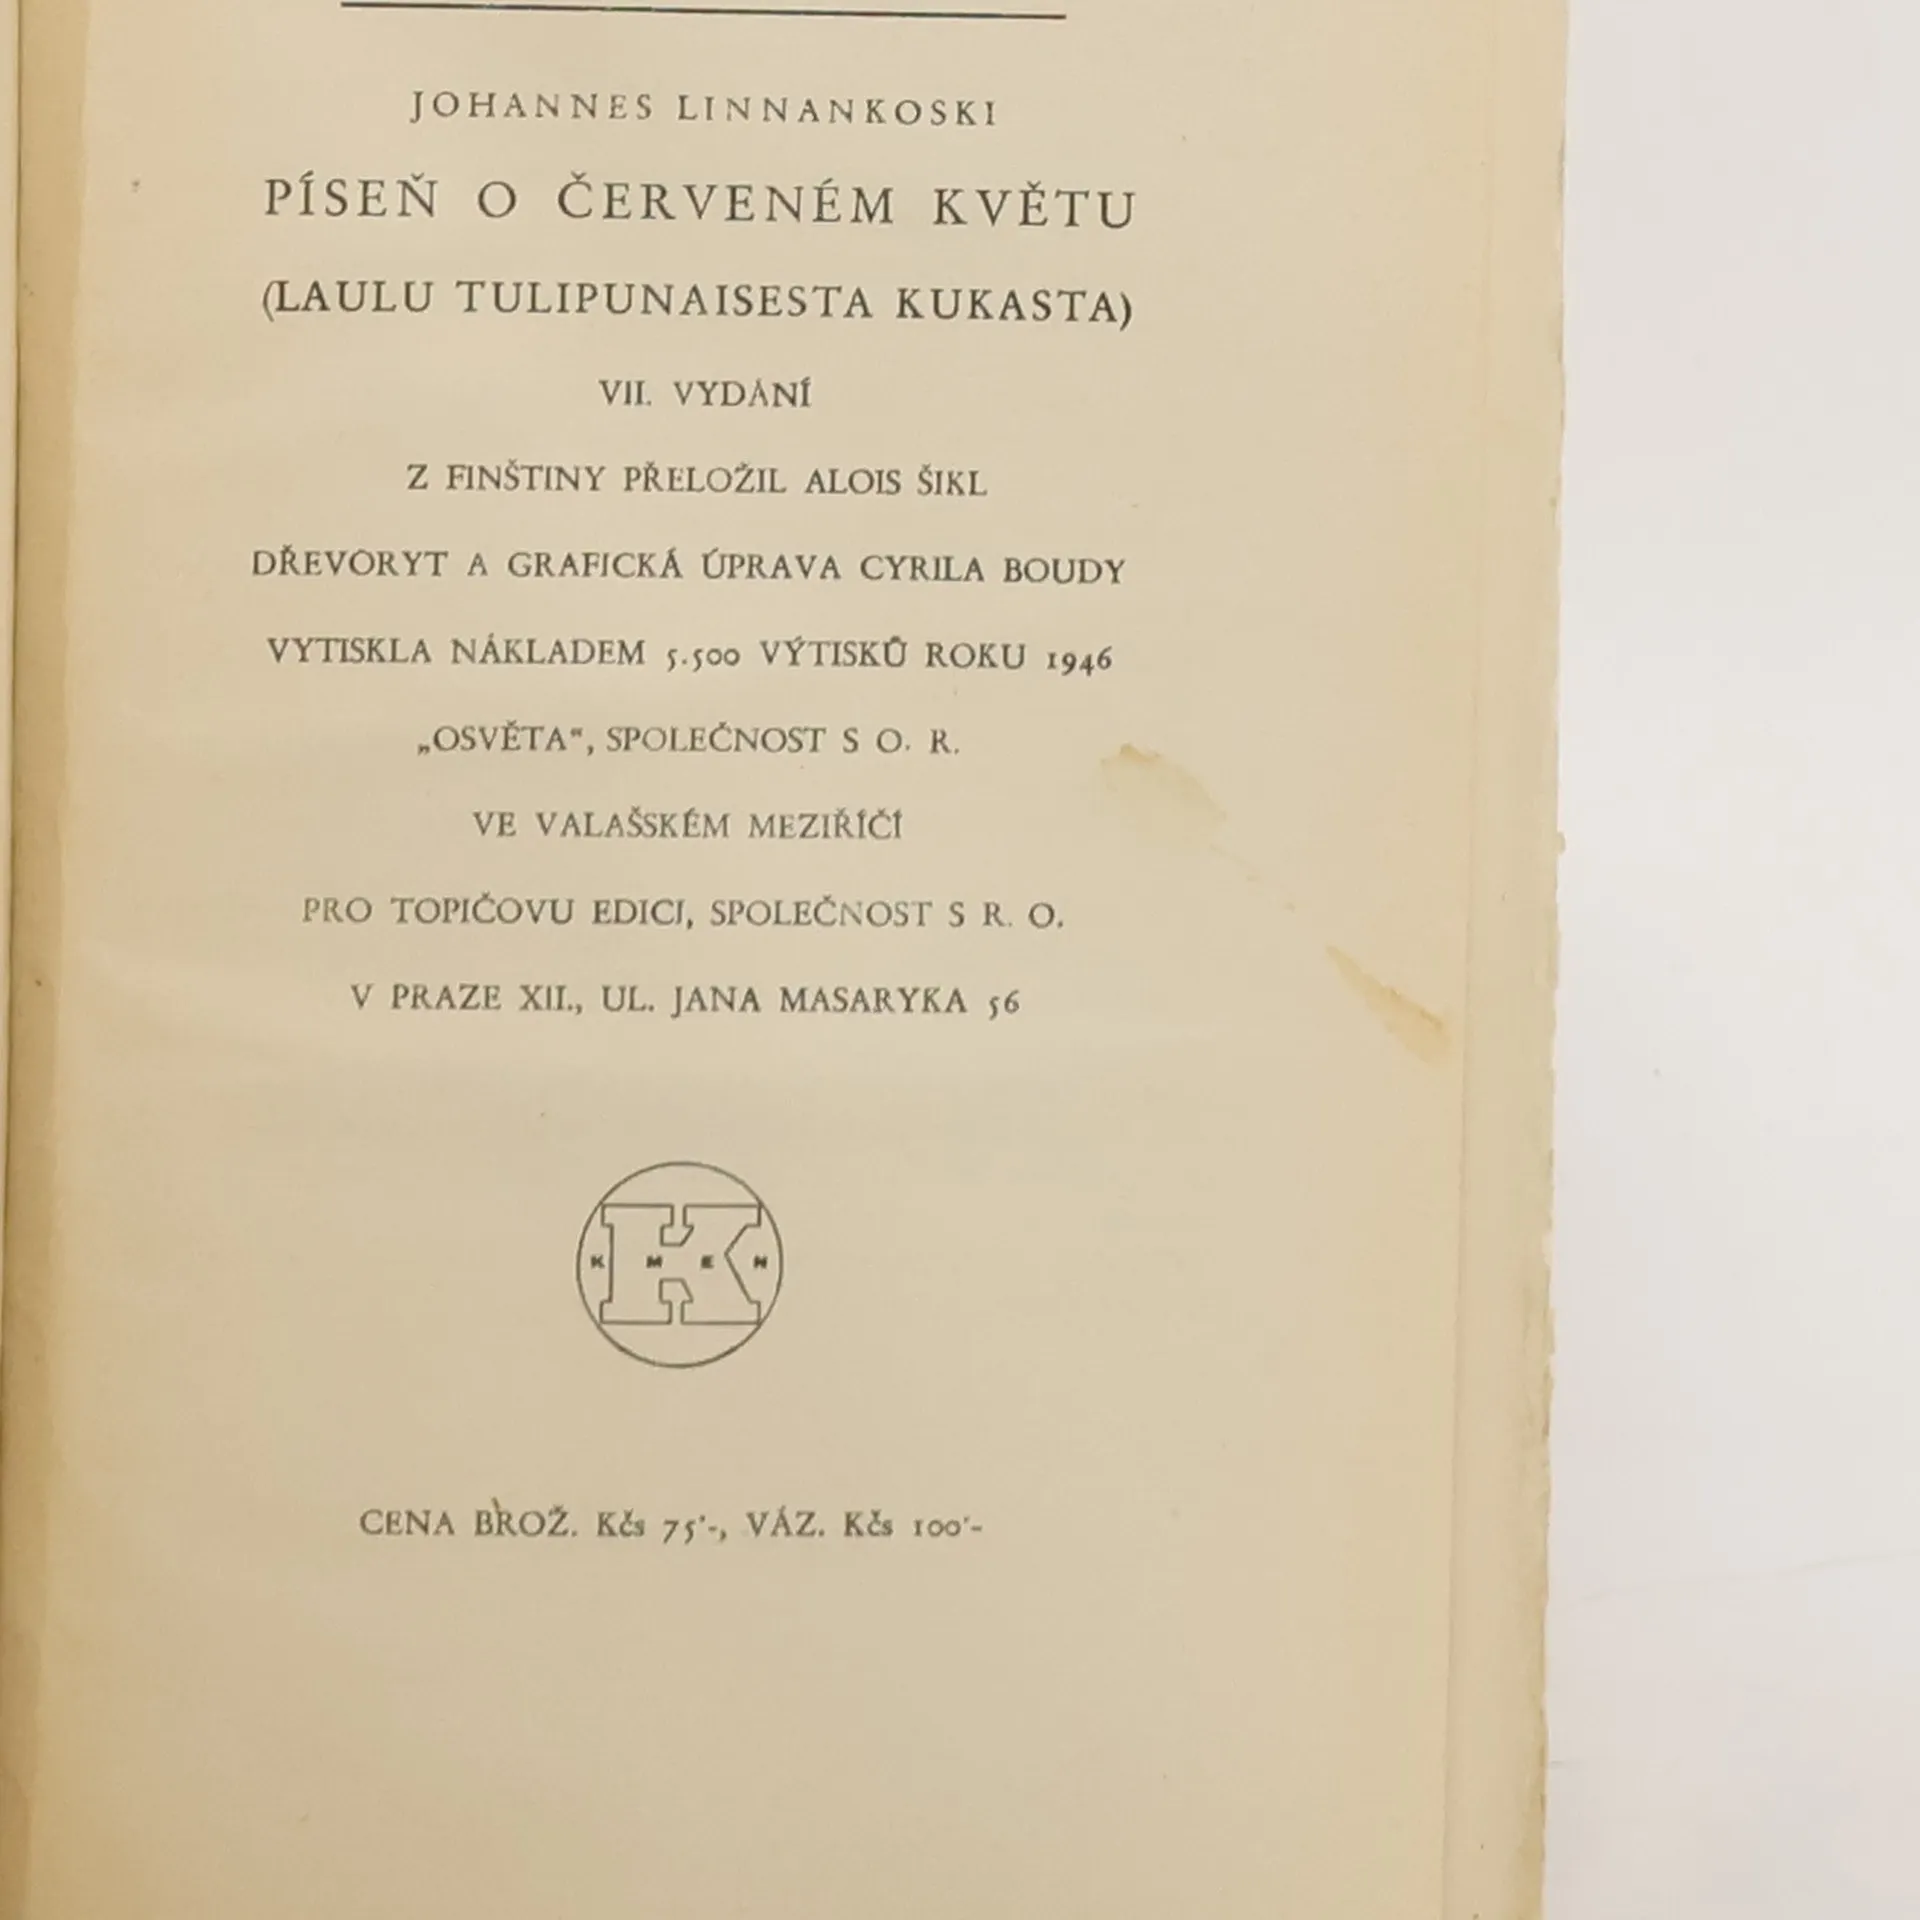 JOHANNES LINNANKOSKI
PÍSEŇ O ČERVENÉM KVĚTU
(LAULU TULIPUNAISESTA KUKASTA)
VII. VYDÁNÍ
Z FINŠTINY PŘELOŽIL ALOIS ŠIKL
DŘEVORYT A GRAFICKÁ ÚPRAVA CYRILA BOUDY
VYTISKLA NÁKLADEM 5.500 VÝTISKŮ ROKU 1946
„OSVĚTA“, SPOLEČNOST S O. R.
VE VALAŠSKÉM MEZIŘÍČÍ
PRO TOPIČOVU EDICI, SPOLEČNOST S R. O.
V PRAZE XII., UL. JANA MASARYKA 56
K
K M E N
CENA BROŽ. Kčs 75'-, VÁZ. Kčs 100'-